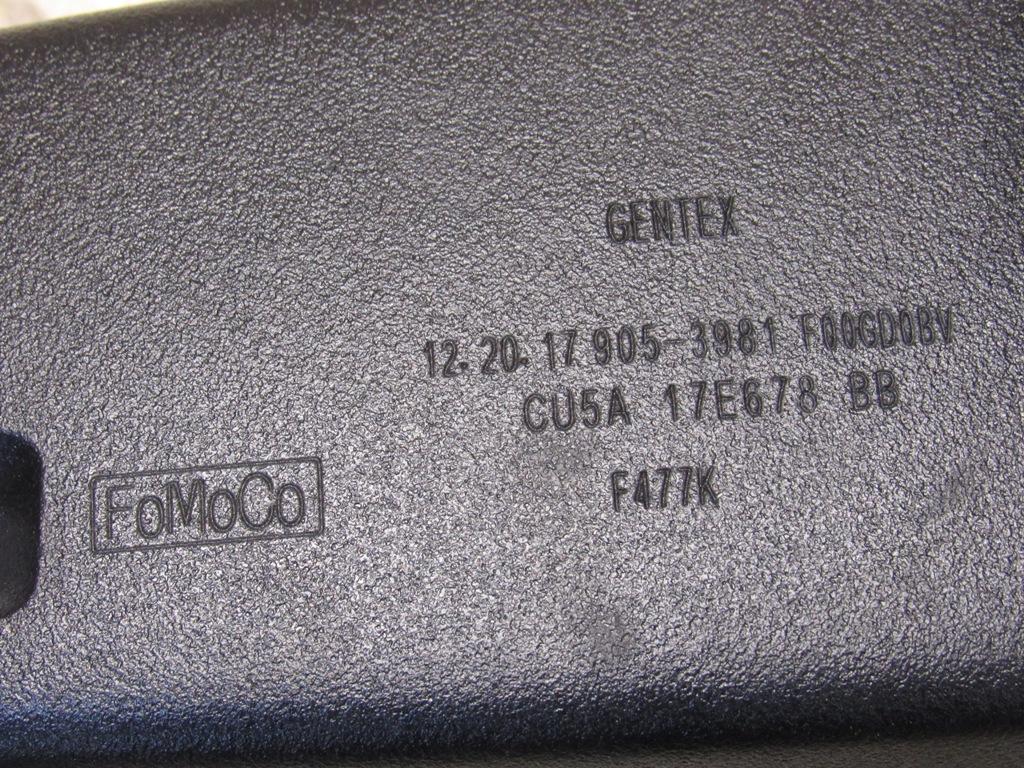 GENTEX
12.20.17 905-3981 F00GD0BV
CU5A 17E678 BB
F477K
FoMoCo